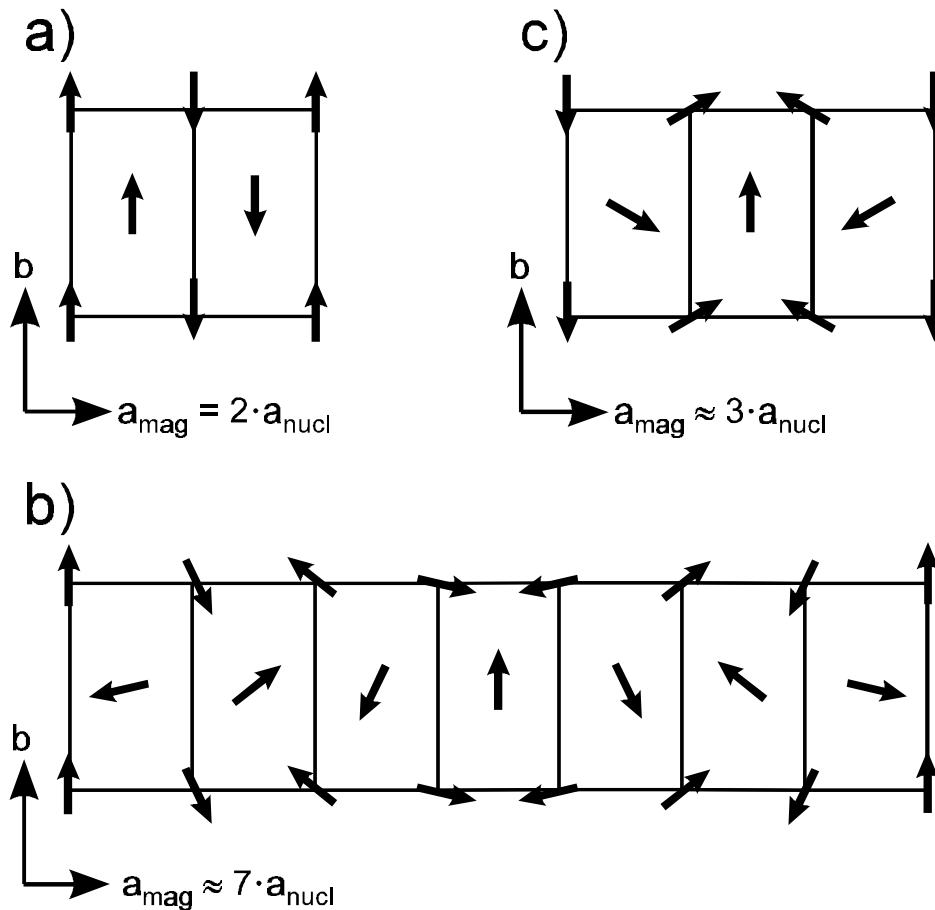 a)
b
a_mag = 2·a_nucl
c)
b
a_mag ≈ 3·a_nucl
b)
b
a_mag ≈ 7·a_nucl